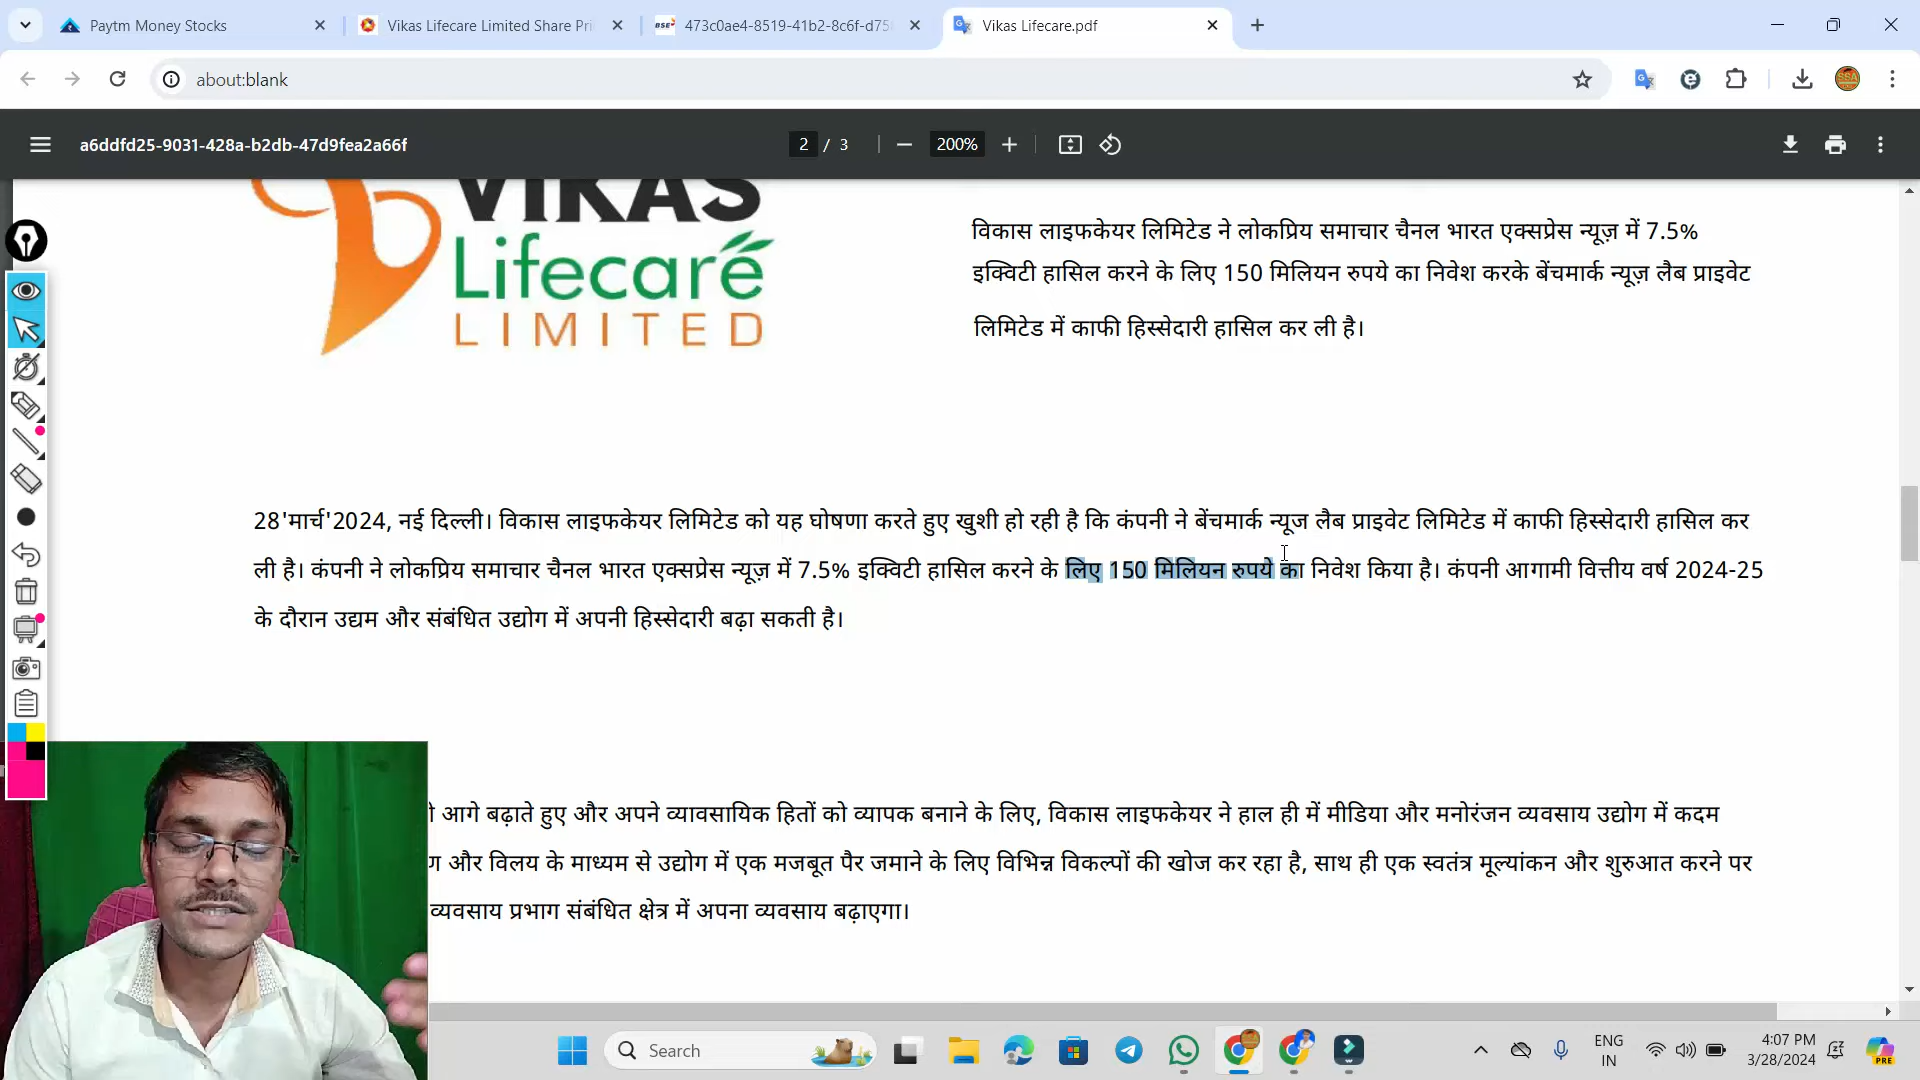 Paytm Money Stocks
Vikas Lifecare Limited Share Pri
BSE
473c0ae4-8519-41b2-8c6f-d75
Vikas Lifecare.pdf
about:blank
a6ddfd25-9031-428a-b2db-47d9fea2a66f
2 / 3
200%
VIKAS
Lifecare
LIMITED
विकास लाइफकेयर लिमिटेड ने लोकप्रिय समाचार चैनल भारत एक्सप्रेस न्यूज़ में 7.5%
इक्विटी हासिल करने के लिए 150 मिलियन रुपये का निवेश करके बेंचमार्क न्यूज़ लैब प्राइवेट
लिमिटेड में काफी हिस्सेदारी हासिल कर ली है।
28'मार्च'2024, नई दिल्ली। विकास लाइफकेयर लिमिटेड को यह घोषणा करते हुए खुशी हो रही है कि कंपनी ने बेंचमार्क न्यूज लैब प्राइवेट लिमिटेड में काफी हिस्सेदारी हासिल कर
ली है। कंपनी ने लोकप्रिय समाचार चैनल भारत एक्सप्रेस न्यूज़ में 7.5% इक्विटी हासिल करने के लिए 150 मिलियन रुपये का निवेश किया है। कंपनी आगामी वित्तीय वर्ष 2024-25
के दौरान उद्यम और संबंधित उद्योग में अपनी हिस्सेदारी बढ़ा सकती है।
आगे बढ़ाते हुए और अपने व्यावसायिक हितों को व्यापक बनाने के लिए, विकास लाइफकेयर ने हाल ही में मीडिया और मनोरंजन व्यवसाय उद्योग में कदम
और विलय के माध्यम से उद्योग में एक मजबूत पैर जमाने के लिए विभिन्न विकल्पों की खोज कर रहा है, साथ ही एक स्वतंत्र मूल्यांकन और शुरुआत करने पर
व्यवसाय प्रभाग संबंधित क्षेत्र में अपना व्यवसाय बढ़ाएगा।
Search
ENG
IN
4:07 PM
3/28/2024
PRE
SSA